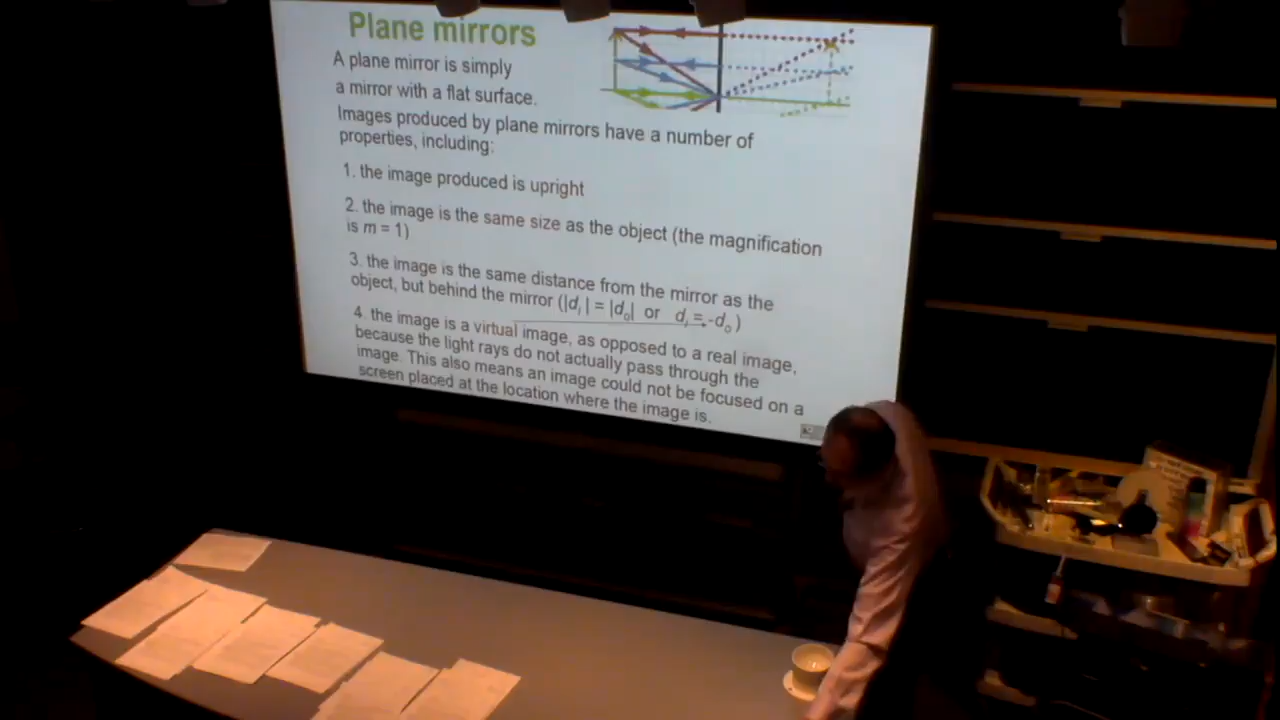 Plane mirrors
A plane mirror is simply
a mirror with a flat surface.
Images produced by plane mirrors have a number of
properties, including:
1. the image produced is upright
2. the image is the same size as the object (the magnification
is m = 1)
3. the image is the same distance from the mirror as the
object, but behind the mirror (|dᵢ| = |dₒ| or dᵢ = -dₒ)
4. the image is a virtual image, as opposed to a real image,
because the light rays do not actually pass through the
image. This also means an image could not be focused on a
screen placed at the location where the image is.